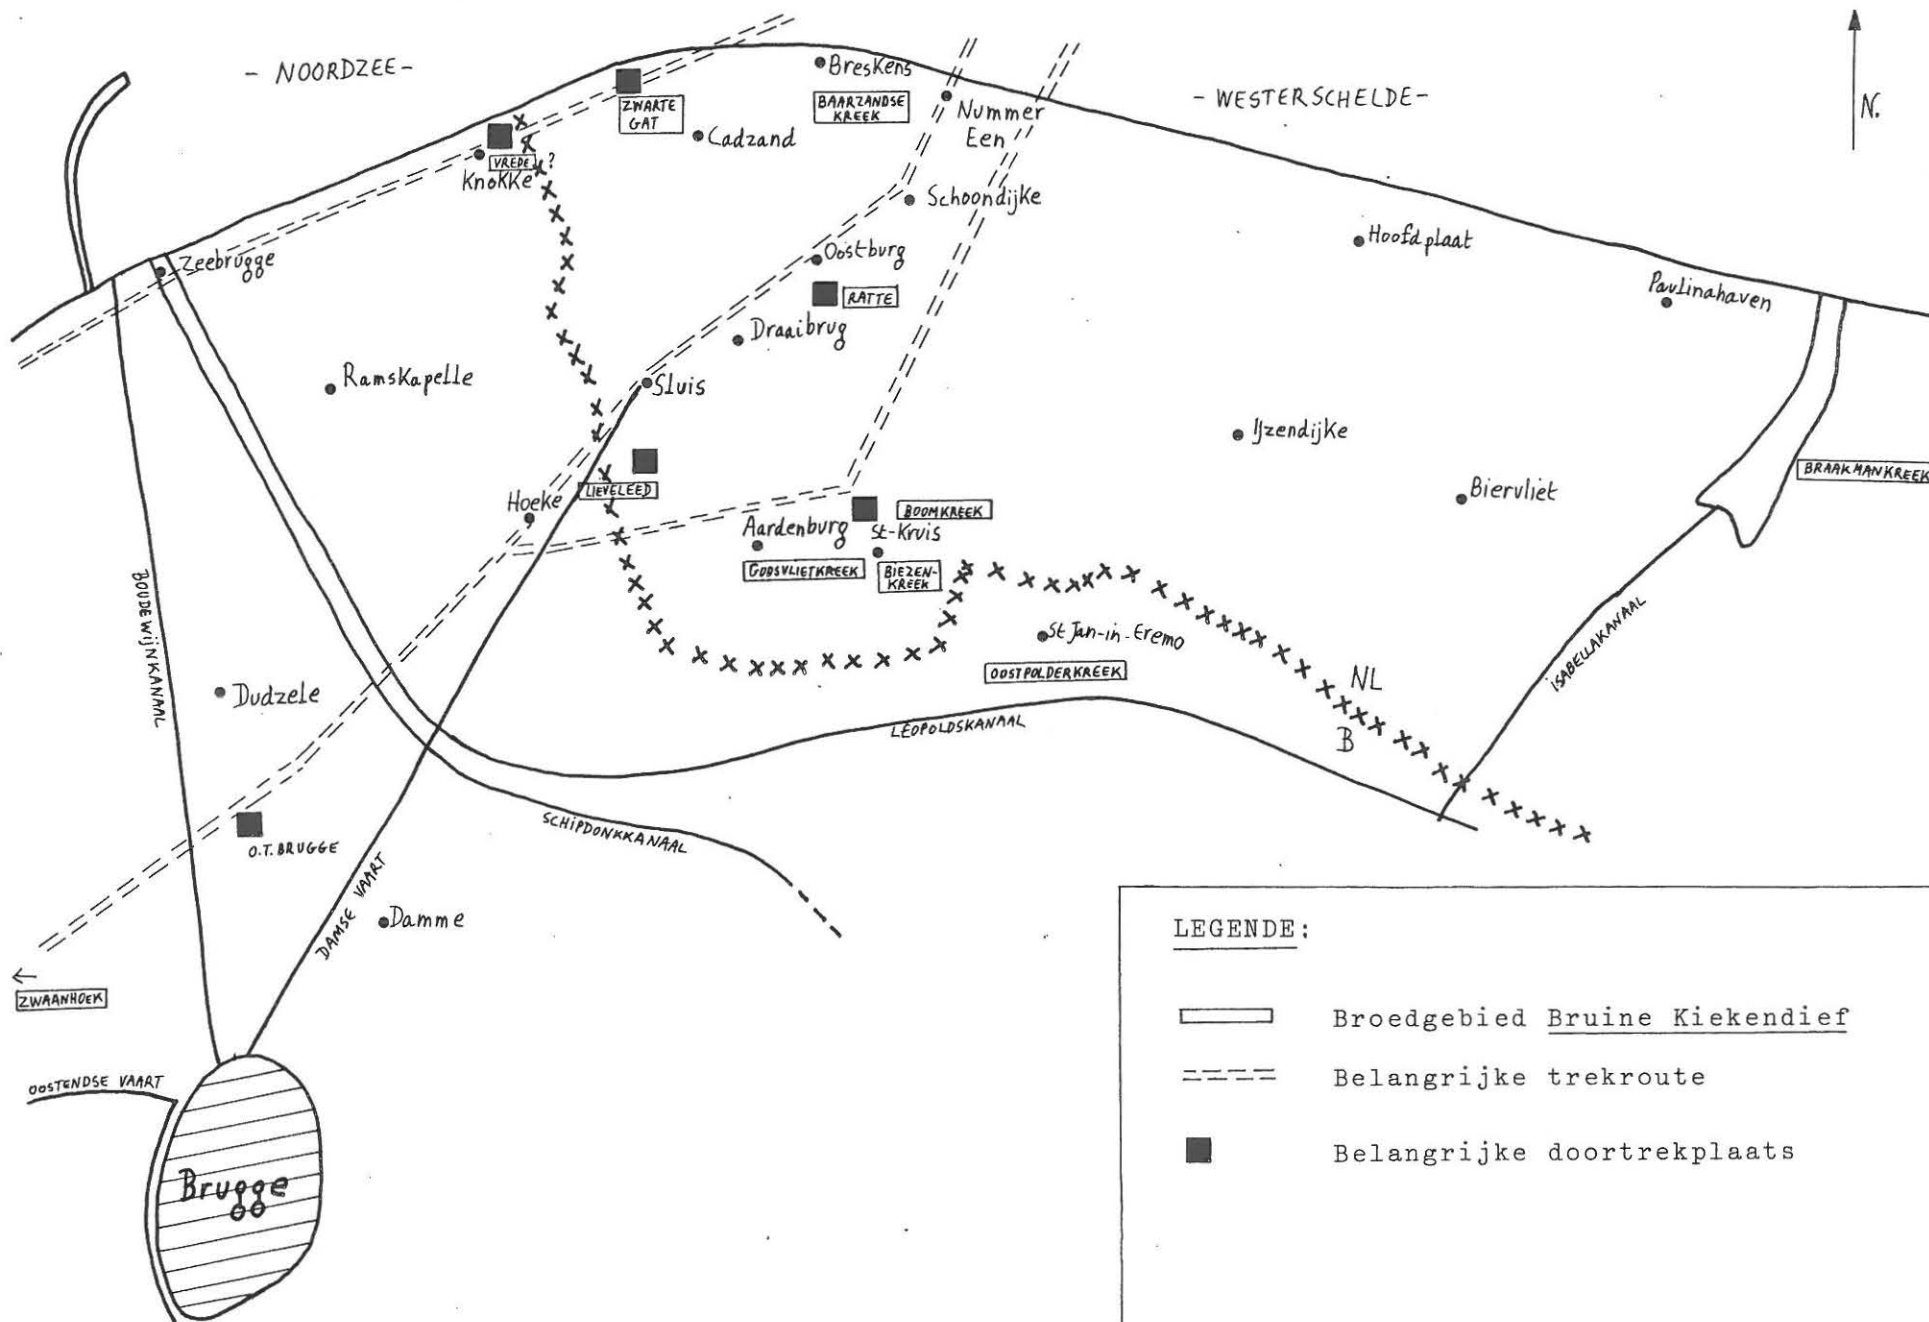 - NOORDZEE -
- WESTERSCHELDE -
N.
Breskens
BAARZANDSE
KREEK
ZWARTE
GAT
Nummer
Een
Cadzand
VREDE ?
Knokke
Schoondijke
Hoofdplaat
Zeebrugge
Oostburg
RATTE
Paulinahaven
Draaibrug
Ramskapelle
Sluis
IJzendijke
BRAAKMANKREEK
LIEVELEED
Hoeke
Biervliet
BOOMKREEK
Aardenburg
St-Kruis
GODSVLIETKREEK
BIEZEN-
KREEK
BOUDEWIJNKANAAL
St Jan-in-Eremo
OOSTPOLDERKREEK
ISABELLAKANAAL
NL
B
Dudzele
LEOPOLDSKANAAL
SCHIPDONKKANAAL
O.T. BRUGGE
DAMSE VAART
Damme
ZWAANHOEK
OOSTENDSE VAART
Brugge
LEGENDE:
Broedgebied Bruine Kiekendief
Belangrijke trekroute
Belangrijke doortrekplaats